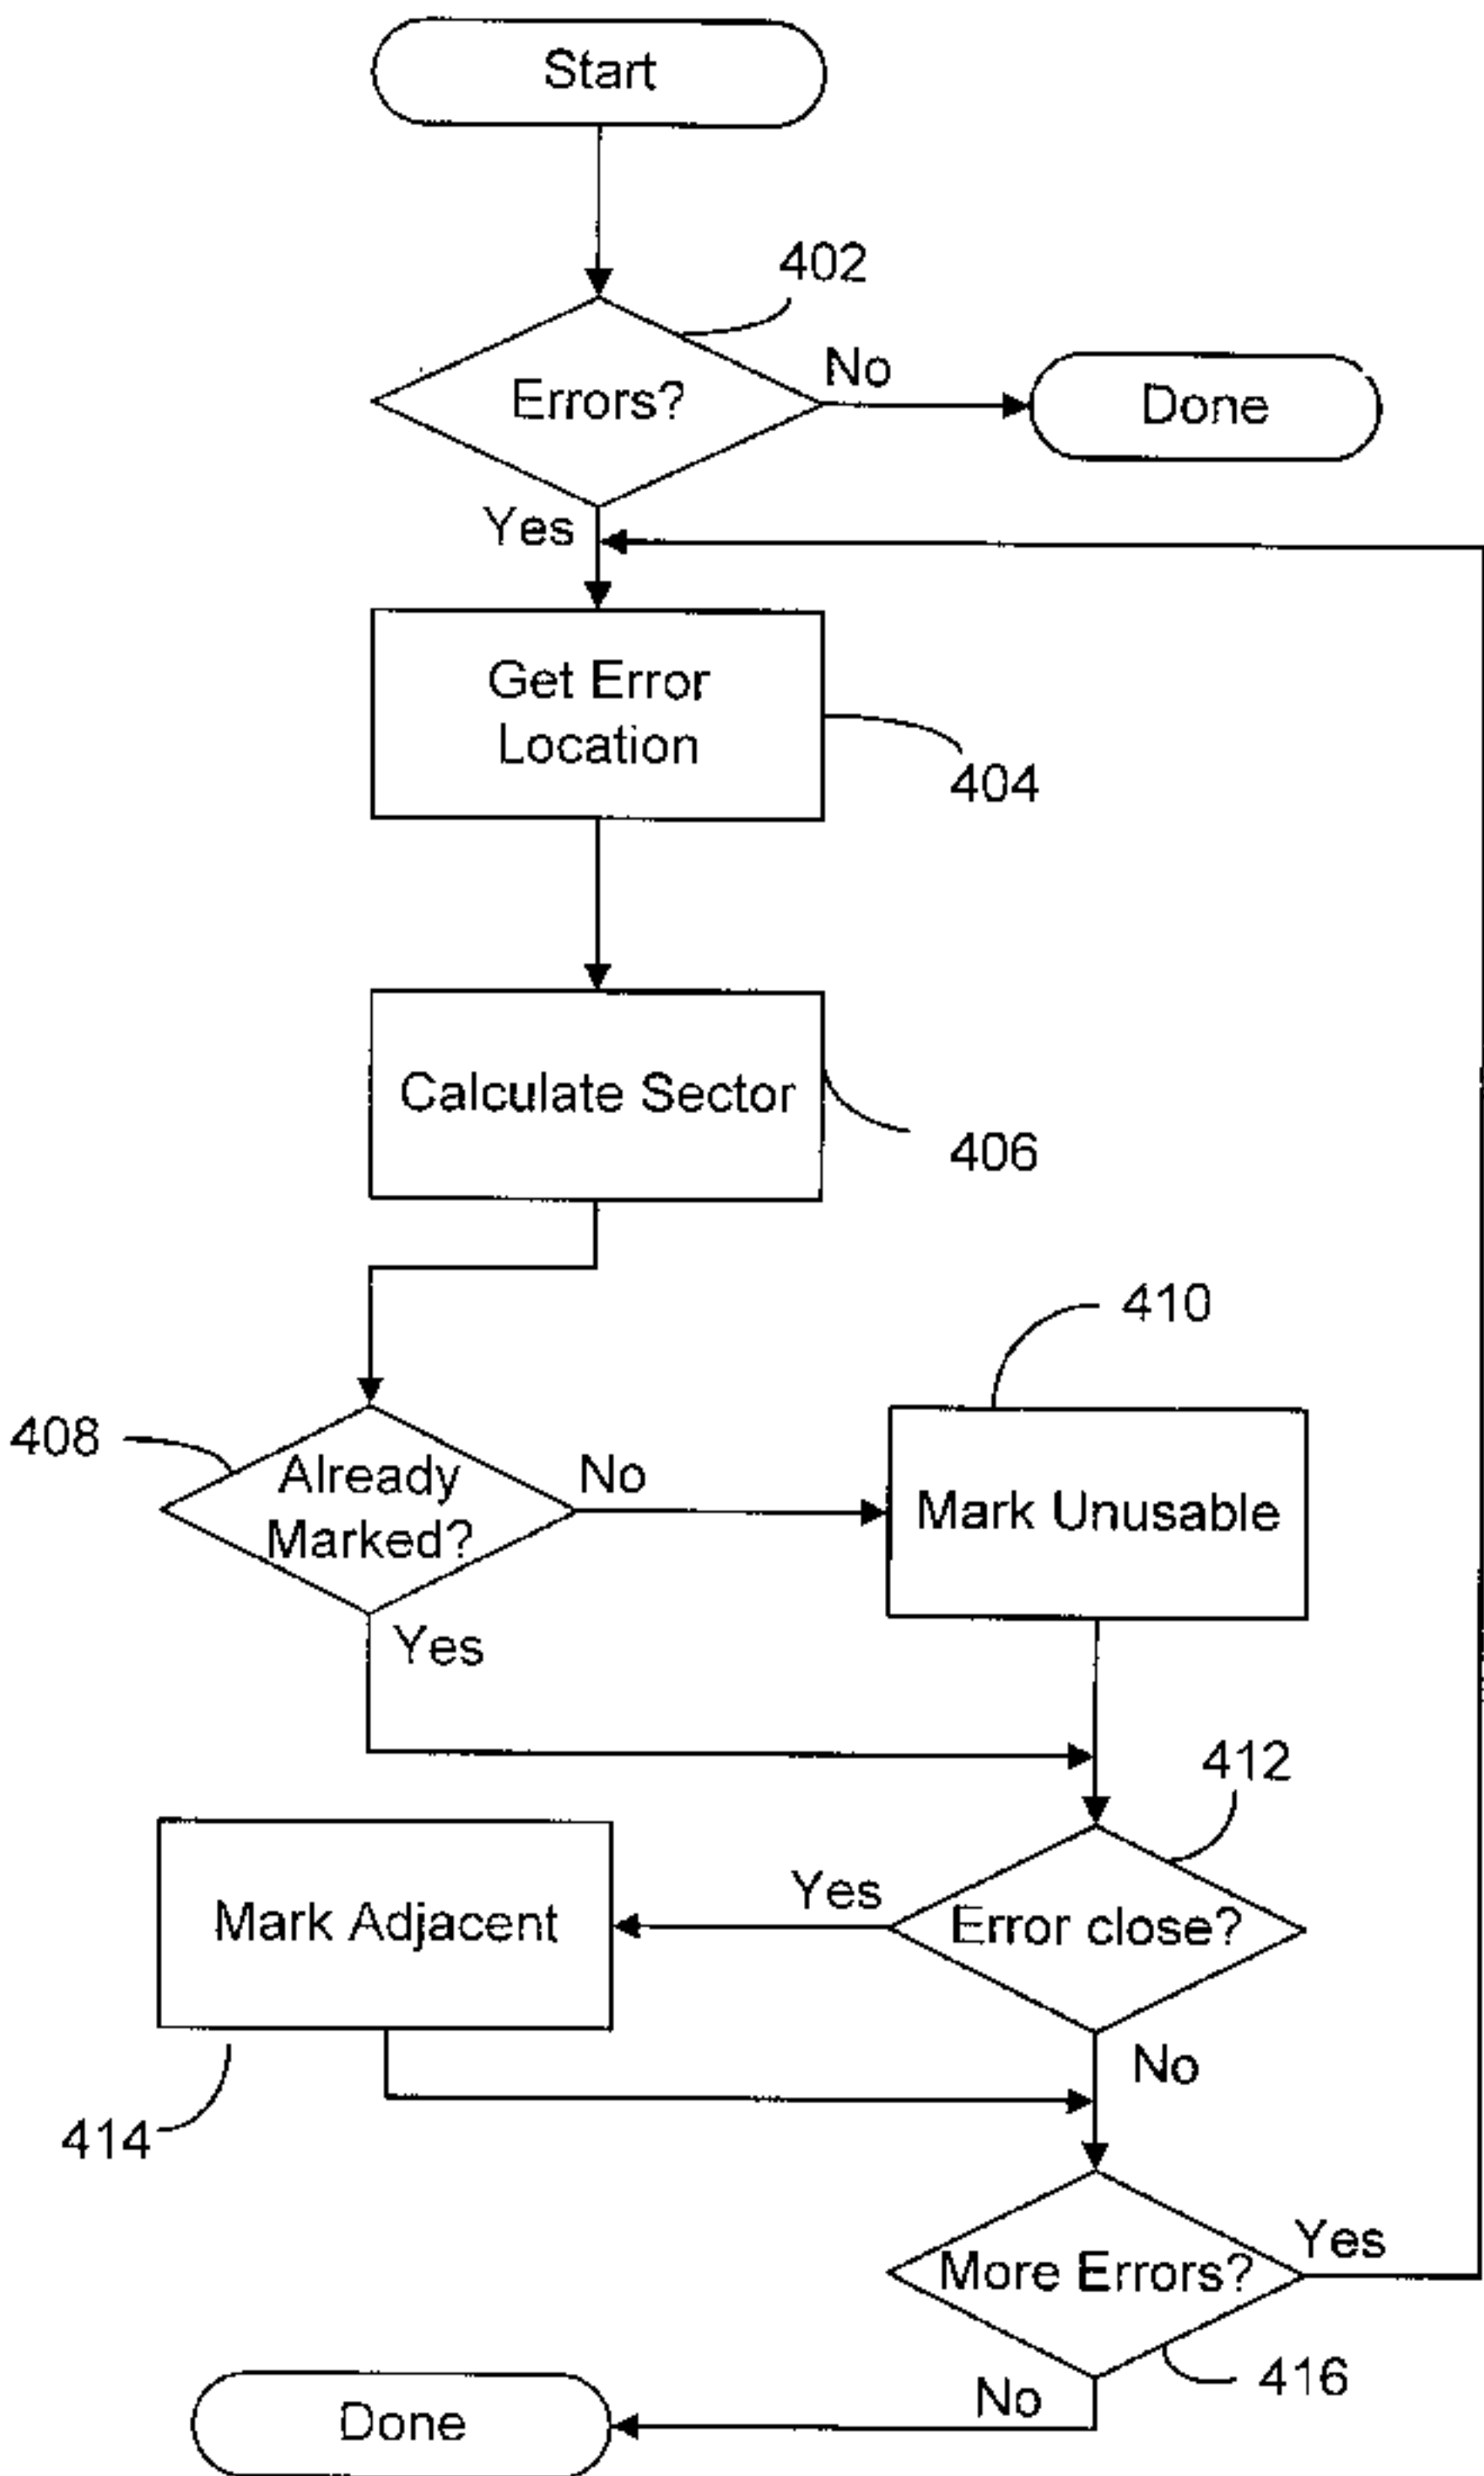 Start
402
Errors?
No
Done
Yes
Get Error
Location
404
Calculate Sector
406
410
408
Already
Marked?
No
Mark Unusable
Yes
412
Mark Adjacent
Yes
Error close?
No
414
More Errors?
Yes
416
No
Done